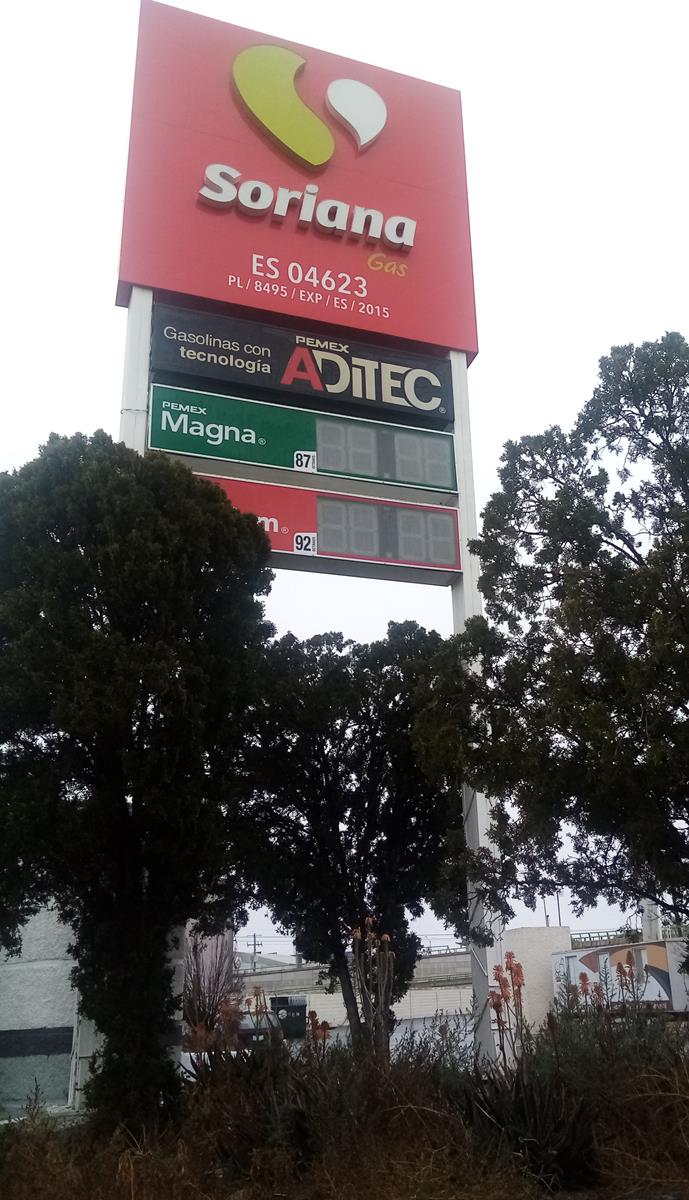 Soriana
Gas
ES 04623
PL / 8495 / EXP / ES / 2015
Gasolinas con
tecnología
PEMEX
ADITEC®
PEMEX
Magna®
87
m®
92